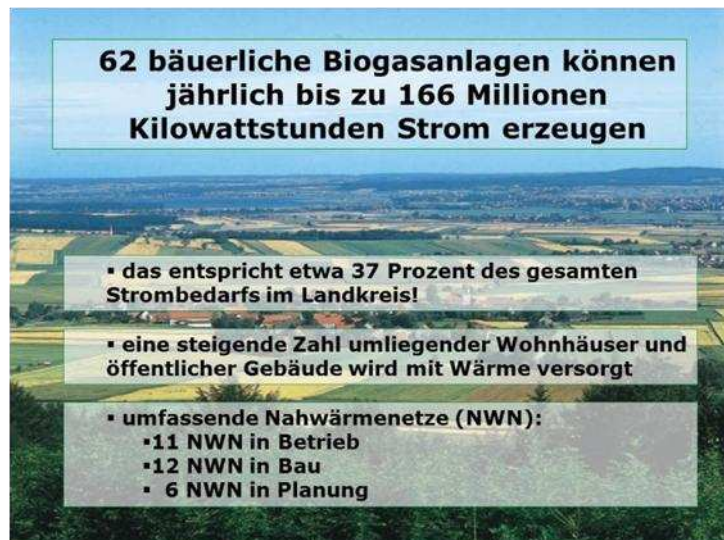 62 bäuerliche Biogasanlagen können
jährlich bis zu 166 Millionen
Kilowattstunden Strom erzeugen
▪ das entspricht etwa 37 Prozent des gesamten
Strombedarfs im Landkreis!
▪ eine steigende Zahl umliegender Wohnhäuser und
öffentlicher Gebäude wird mit Wärme versorgt
▪ umfassende Nahwärmenetze (NWN):
▪11 NWN in Betrieb
▪12 NWN in Bau
▪ 6 NWN in Planung